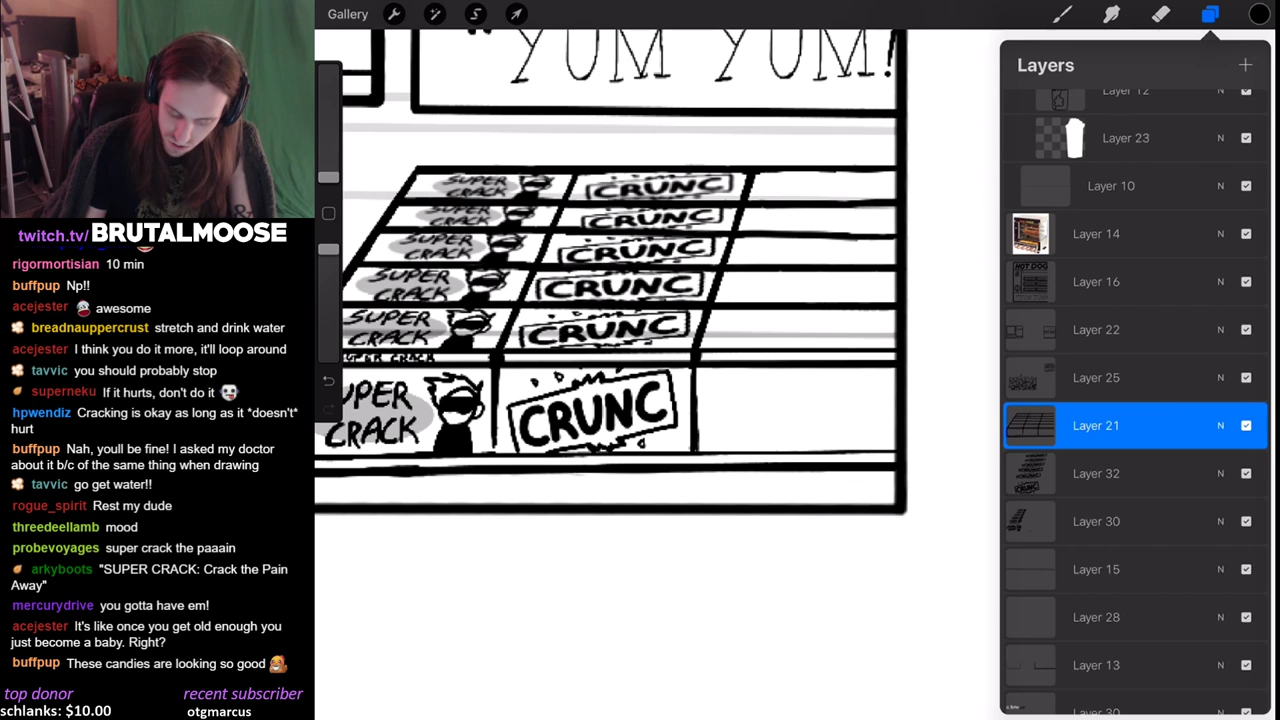 Gallery
Layers
YUM YUM!
Layer 12 N
Layer 23 N
Layer 10 N
Layer 14 N
Layer 16 N
HOT DOG
Layer 22 N
Layer 25 N
Layer 21 N
Layer 32 N
Layer 30 N
Layer 15 N
Layer 28 N
Layer 13 N
Layer 30 N
SUPER CRACK CRUNC
SUPER CRACK CRUNC
SUPER CRACK CRUNC
SUPER CRACK CRUNC
SUPER CRACK CRUNC
SUPER CRACK
UPER CRACK CRUNC
twitch.tv/BRUTALMOOSE
rigormortisian 10 min
buffpup Np!!
acejester awesome
breadnauppercrust stretch and drink water
acejester I think you do it more, it'll loop around
tavvic you should probably stop
superneku If it hurts, don't do it
hpwendiz Cracking is okay as long as it *doesn't*
hurt
buffpup Nah, youll be fine! I asked my doctor
about it b/c of the same thing when drawing
tavvic go get water!!
rogue_spirit Rest my dude
threedeellamb mood
probevoyages super crack the paaain
arkyboots "SUPER CRACK: Crack the Pain
Away"
mercurydrive you gotta have em!
acejester It's like once you get old enough you
just become a baby. Right?
buffpup These candies are looking so good
top donor recent subscriber
schlanks: $10.00 otgmarcus